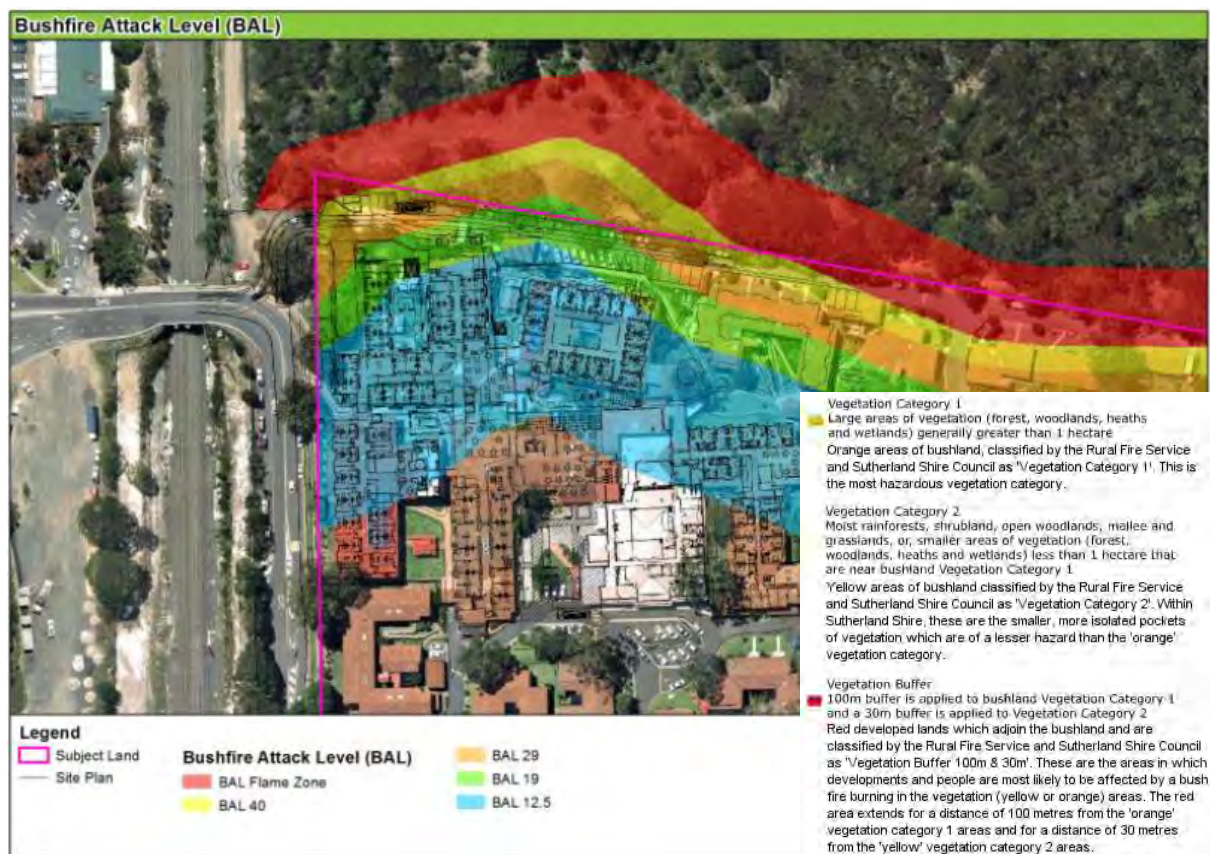 Bushfire Attack Level (BAL)
Vegetation Category 1
Large areas of vegetation (forest, woodlands, heaths
and wetlands) generally greater than 1 hectare
Orange areas of bushland, classified by the Rural Fire Service
and Sutherland Shire Council as 'Vegetation Category 1'. This is
the most hazardous vegetation category.
Vegetation Category 2
Moist rainforests, shrubland, open woodlands, mallee and
grasslands, or, smaller areas of vegetation (forest,
woodlands, heaths and wetlands) less than 1 hectare that
are near bushland Vegetation Category 1
Yellow areas of bushland classified by the Rural Fire Service
and Sutherland Shire Council as 'Vegetation Category 2'. Within
Sutherland Shire, these are the smaller, more isolated pockets
of vegetation which are of a lesser hazard than the 'orange'
vegetation category.
Vegetation Buffer
100m buffer is applied to bushland Vegetation Category 1
and a 30m buffer is applied to Vegetation Category 2
Red developed lands which adjoin the bushland and are
classified by the Rural Fire Service and Sutherland Shire Council
as 'Vegetation Buffer 100m & 30m'. These are the areas in which
developments and people are most likely to be affected by a bush
fire burning in the vegetation (yellow or orange) areas. The red
area extends for a distance of 100 metres from the 'orange'
vegetation category 1 areas and for a distance of 30 metres
from the 'yellow' vegetation category 2 areas.
Legend
Subject Land
Site Plan
Bushfire Attack Level (BAL)
BAL Flame Zone
BAL 40
BAL 29
BAL 19
BAL 12.5